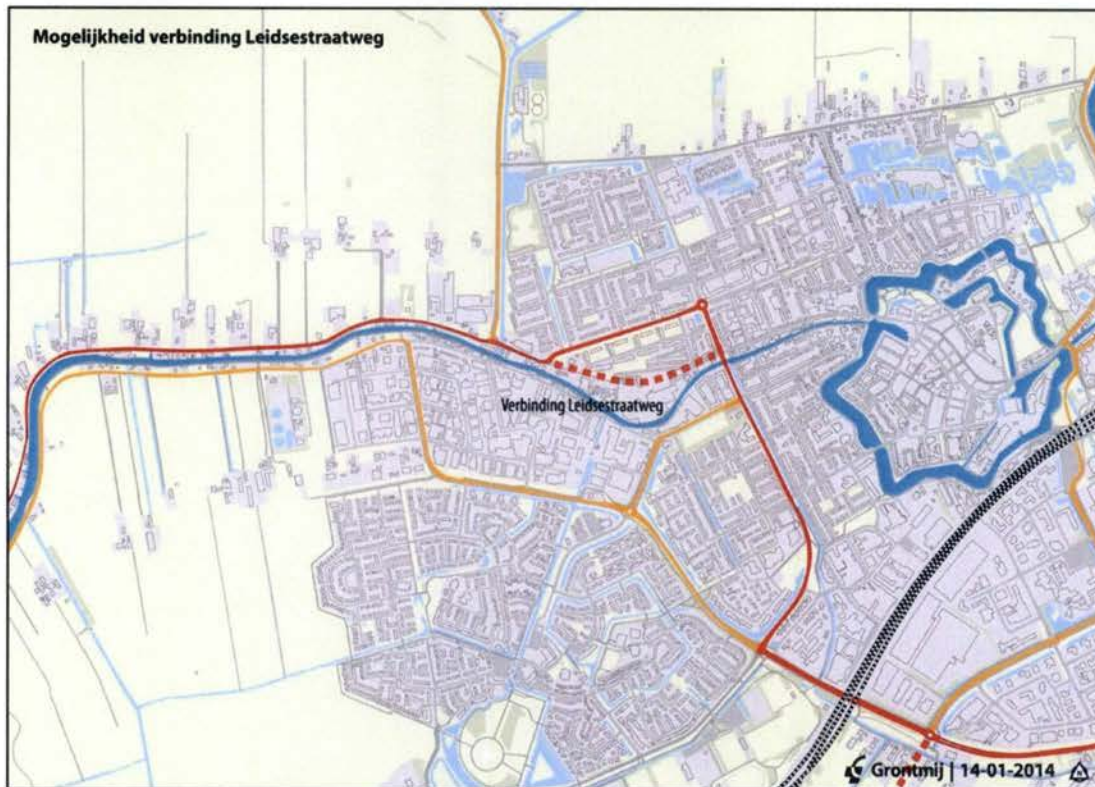 Mogelijkheid verbinding Leidsestraatweg
Verbinding Leidsestraatweg
Grontmij | 14-01-2014